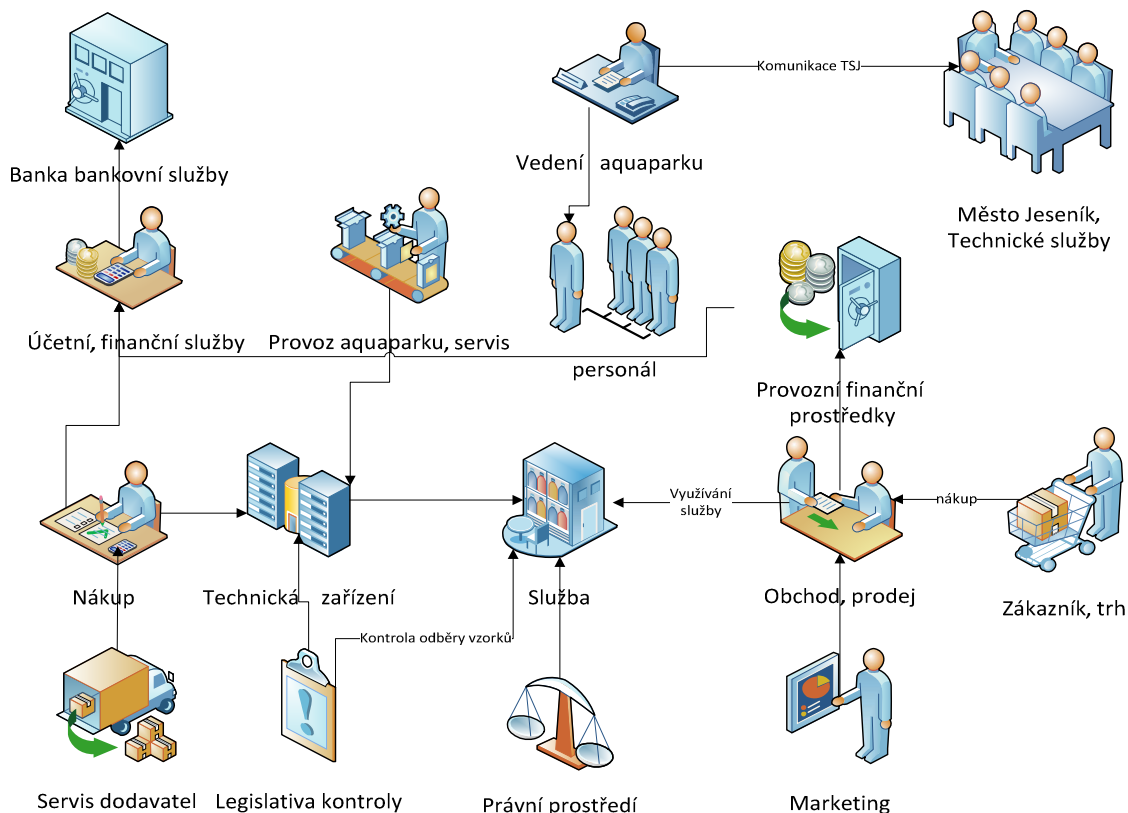 Komunikace TSJ
Banka bankovní služby
Vedení aquaparku
Město Jeseník,
Technické služby
Účetní, finanční služby
Provoz aquaparku, servis
personál
Provozní finanční
prostředky
Využívání
služby
nákup
Nákup
Technická zařízení
Služba
Obchod, prodej
Zákazník, trh
Kontrola odběry vzorků
Servis dodavatel
Legislativa kontroly
Právní prostředí
Marketing